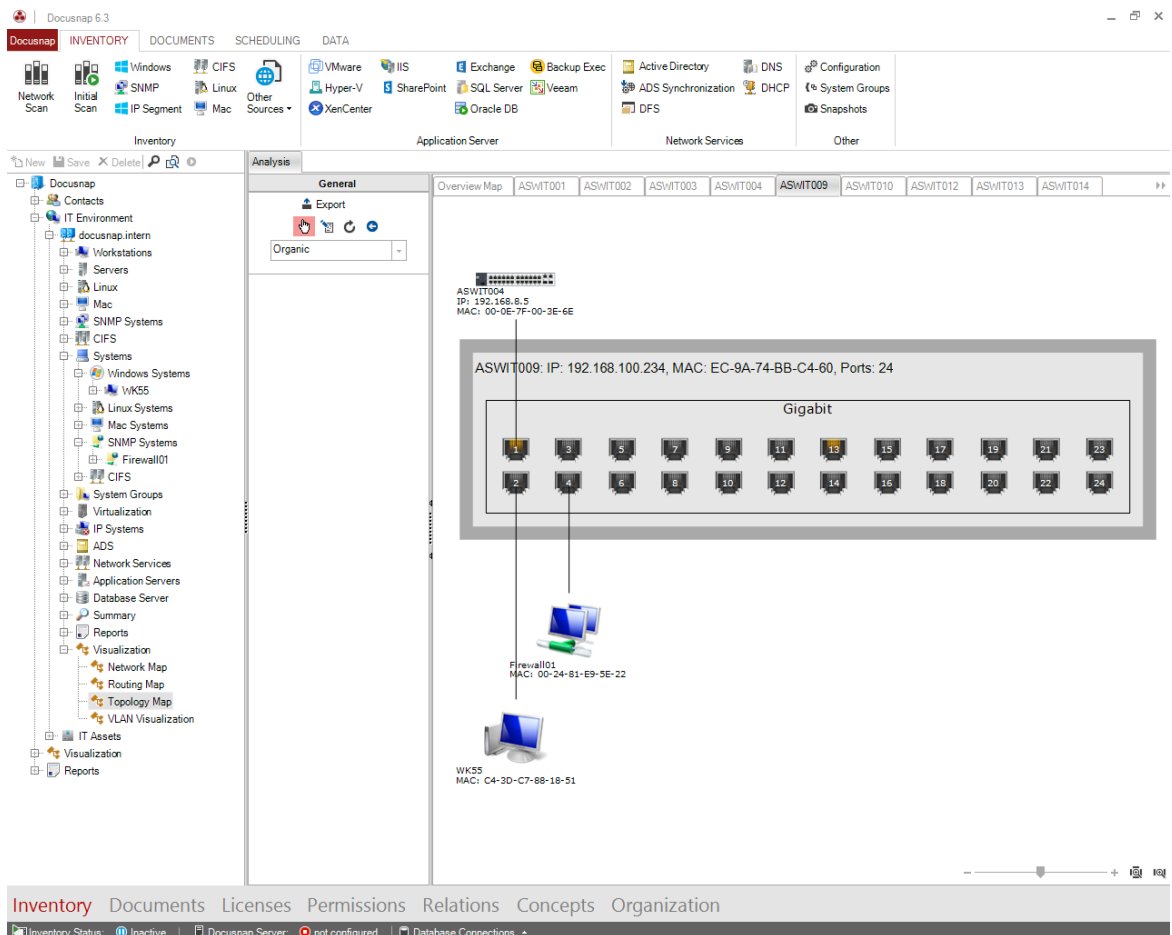 Docusnap 6.3
Docusnap INVENTORY DOCUMENTS SCHEDULING DATA
Windows CIFS VMware IIS Exchange Backup Exec Active Directory DNS Configuration
SNMP Linux Hyper-V SharePoint SQL Server Veeam ADS Synchronization DHCP System Groups
Network Scan Initial Scan IP Segment Mac Other Sources XenCenter Oracle DB DFS Snapshots
Inventory Application Server Network Services Other
New Save Delete
Docusnap
Contacts
IT Environment
docusnap.intern
Workstations
Servers
Linux
Mac
SNMP Systems
CIFS
Systems
Windows Systems
WK55
Linux Systems
Mac Systems
SNMP Systems
Firewall01
CIFS
System Groups
Virtualization
IP Systems
ADS
Network Services
Application Servers
Database Server
Summary
Reports
Visualization
Network Map
Routing Map
Topology Map
VLAN Visualization
IT Assets
Visualization
Reports
Analysis
General
Export
Organic
Overview Map ASWIT001 ASWIT002 ASWIT003 ASWIT004 ASWIT009 ASWIT010 ASWIT012 ASWIT013 ASWIT014
ASWIT004
IP: 192.168.8.5
MAC: 00-0E-7F-00-3E-6E
ASWIT009: IP: 192.168.100.234, MAC: EC-9A-74-BB-C4-60, Ports: 24
Gigabit
1 3 5 7 9 11 13 15 17 19 21 23
2 4 6 8 10 12 14 16 18 20 22 24
Firewall01
MAC: 00-24-81-E9-5E-22
WK55
MAC: C4-3D-C7-88-18-51
Inventory Documents Licenses Permissions Relations Concepts Organization
Inventory Status: Inactive Docusnap Server: not configured Database Connections